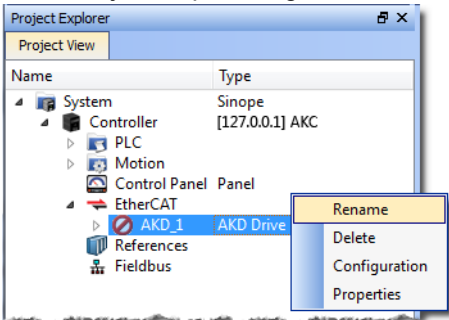 Project Explorer
Project View
Name Type
System Sinope
Controller [127.0.0.1] AKC
PLC
Motion
Control Panel Panel
EtherCAT
AKD_1 AKD Drive
References
Fieldbus
Rename
Delete
Configuration
Properties